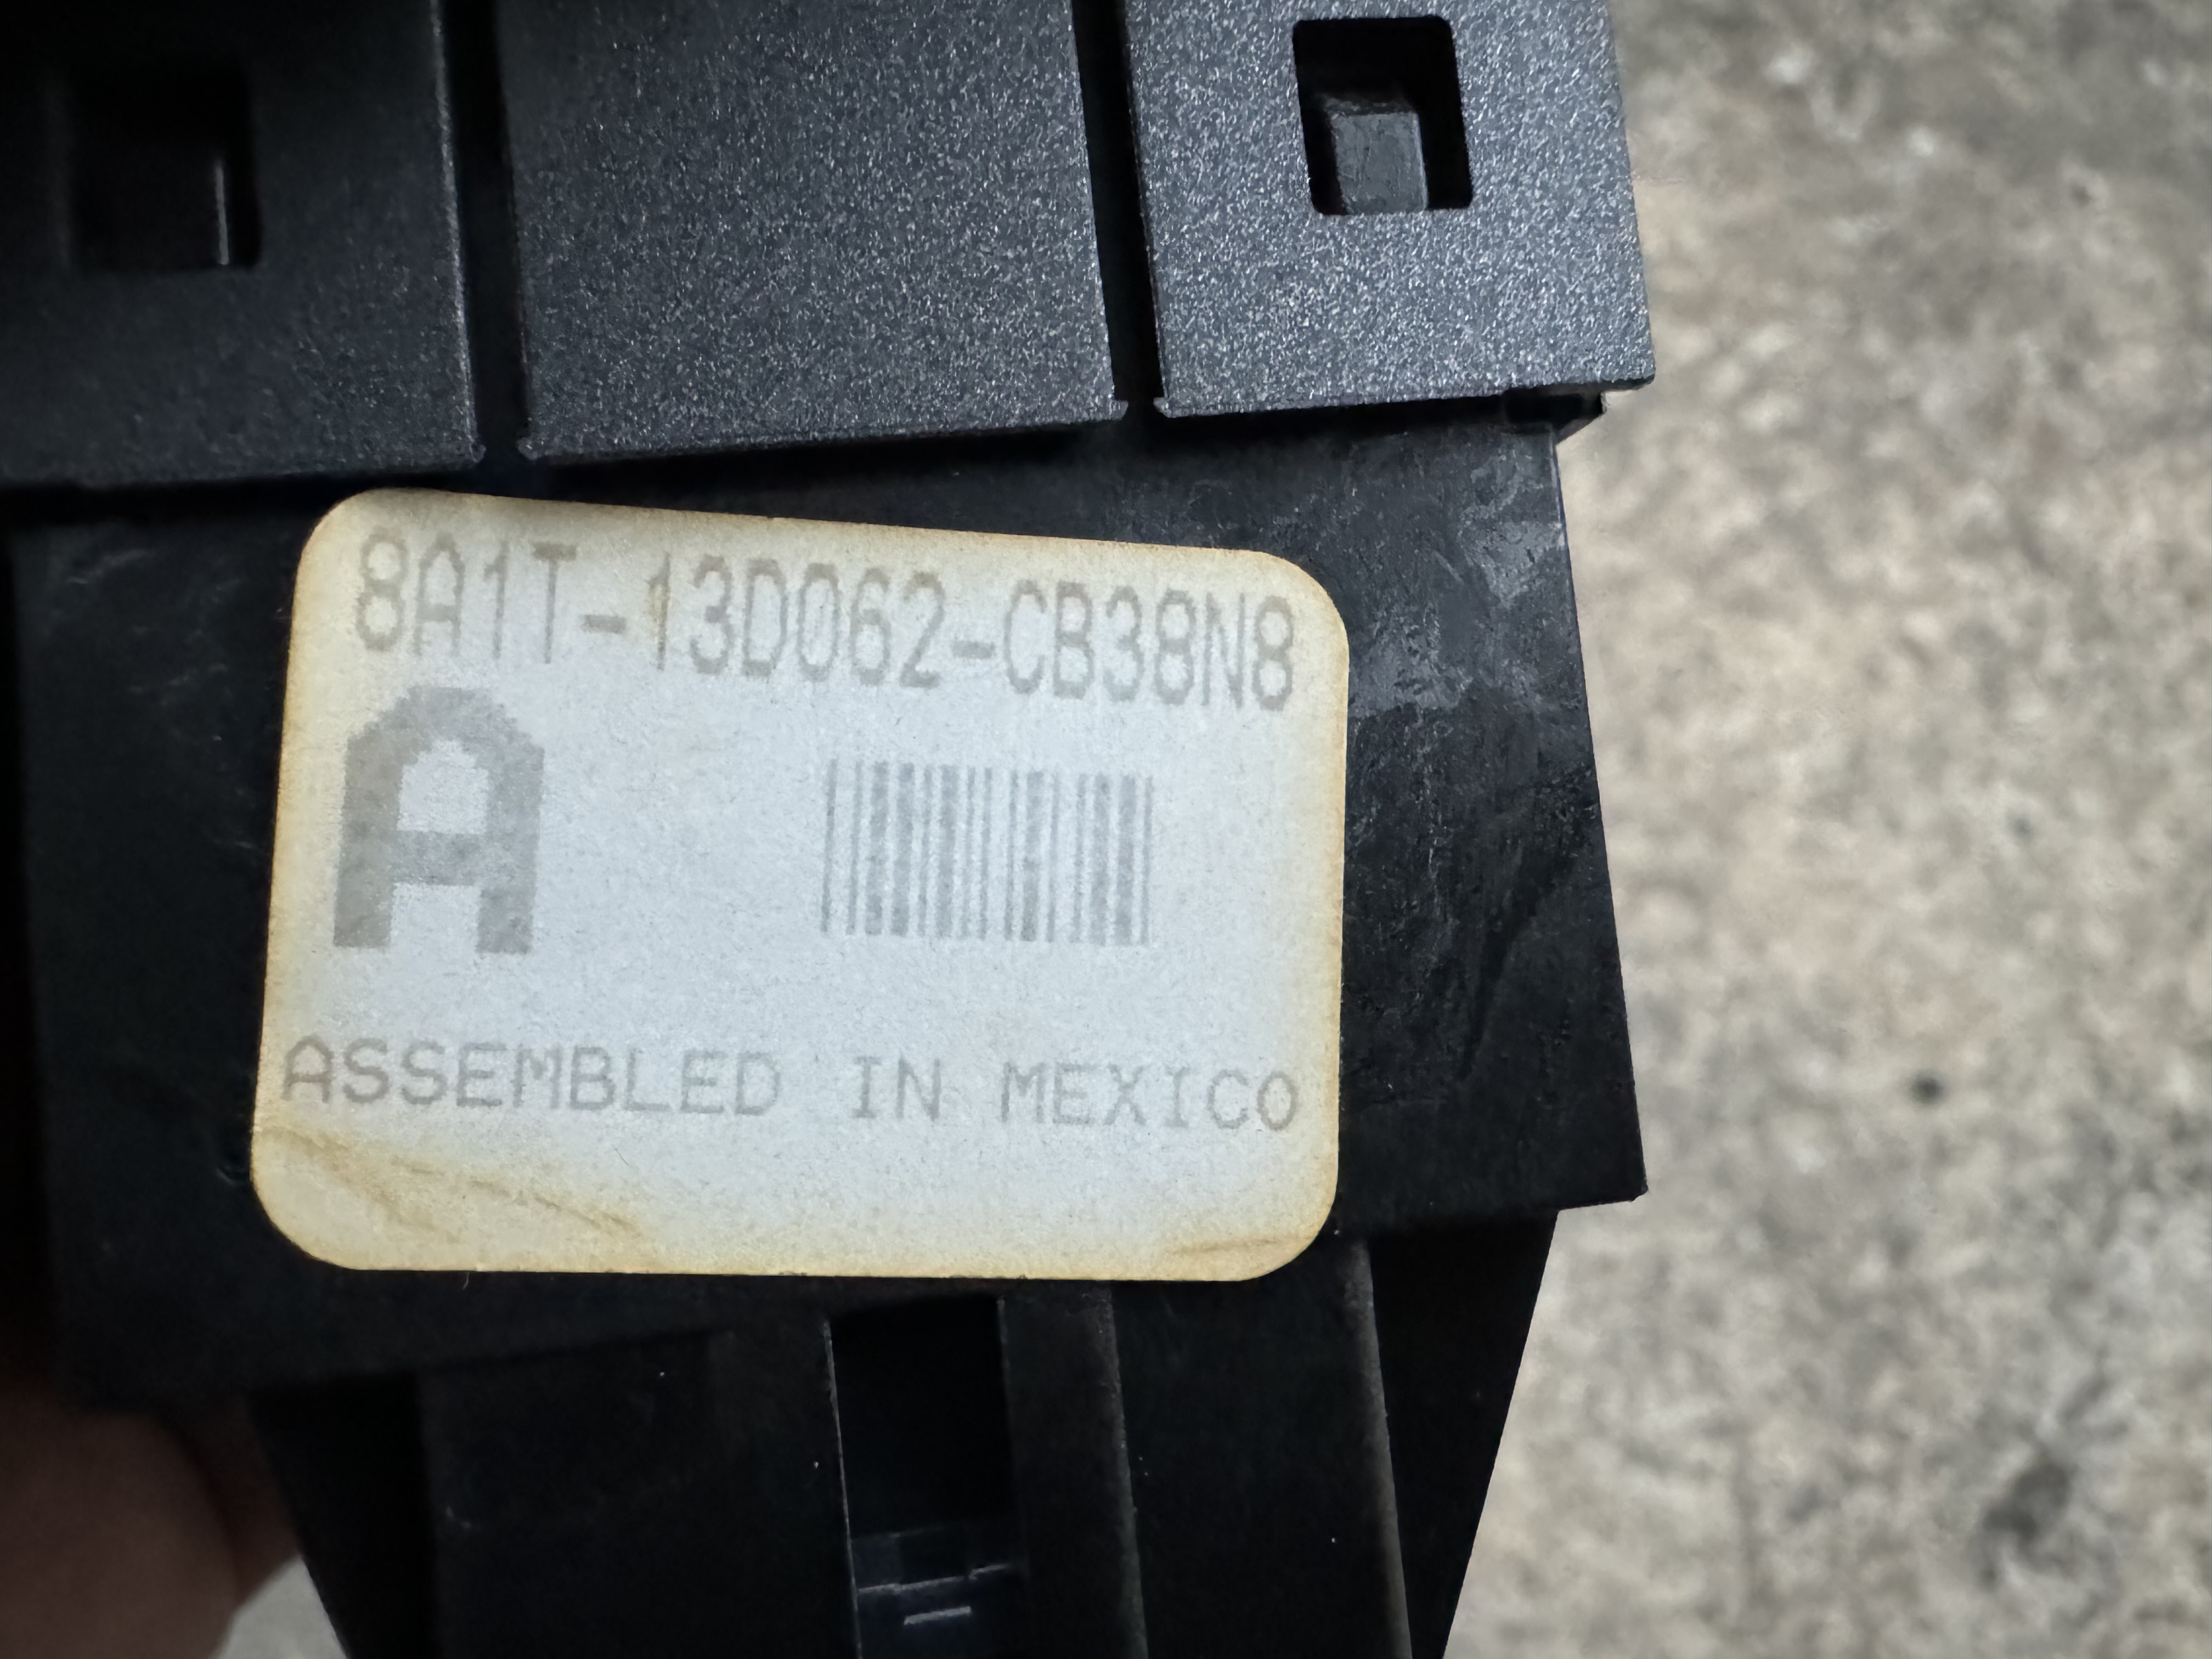 8A1T-13D062-CB38N8
A
ASSEMBLED IN MEXICO